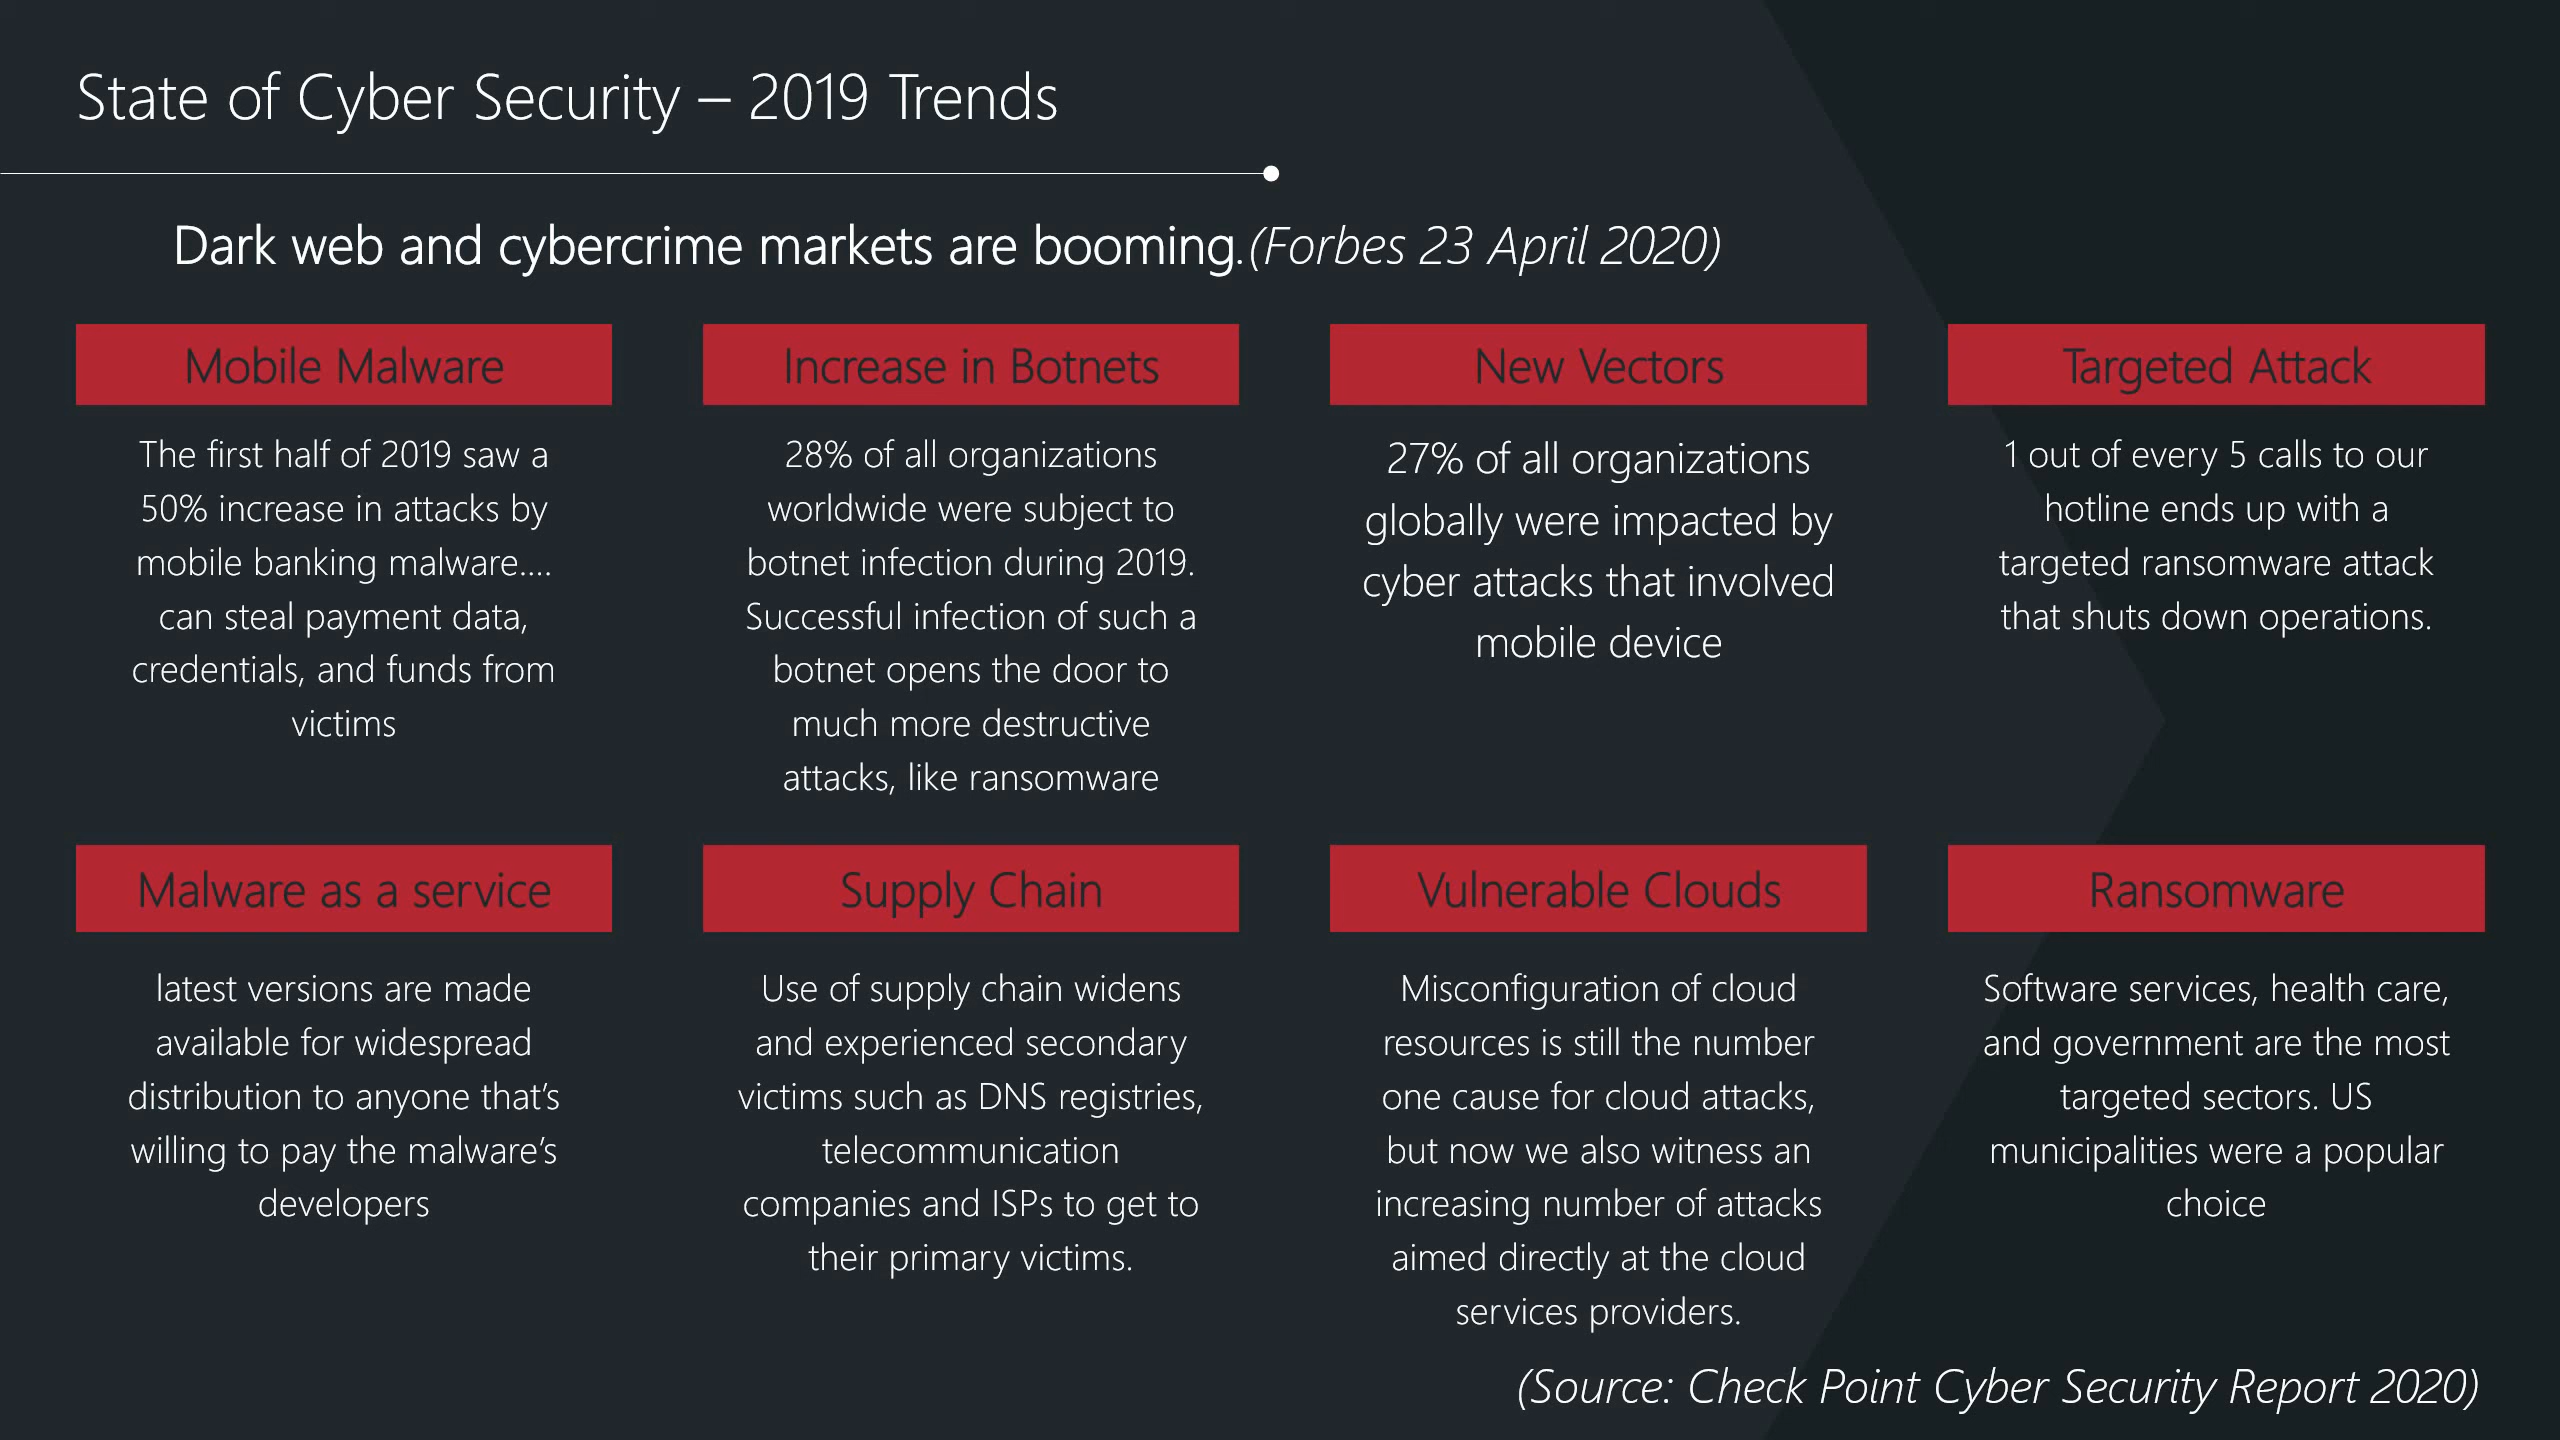 State of Cyber Security – 2019 Trends
Dark web and cybercrime markets are booming.(Forbes 23 April 2020)
Mobile Malware
The first half of 2019 saw a
50% increase in attacks by
mobile banking malware....
can steal payment data,
credentials, and funds from
victims
Increase in Botnets
28% of all organizations
worldwide were subject to
botnet infection during 2019.
Successful infection of such a
botnet opens the door to
much more destructive
attacks, like ransomware
New Vectors
27% of all organizations
globally were impacted by
cyber attacks that involved
mobile device
Targeted Attack
1 out of every 5 calls to our
hotline ends up with a
targeted ransomware attack
that shuts down operations.
Malware as a service
latest versions are made
available for widespread
distribution to anyone that’s
willing to pay the malware’s
developers
Supply Chain
Use of supply chain widens
and experienced secondary
victims such as DNS registries,
telecommunication
companies and ISPs to get to
their primary victims.
Vulnerable Clouds
Misconfiguration of cloud
resources is still the number
one cause for cloud attacks,
but now we also witness an
increasing number of attacks
aimed directly at the cloud
services providers.
Ransomware
Software services, health care,
and government are the most
targeted sectors. US
municipalities were a popular
choice
(Source: Check Point Cyber Security Report 2020)